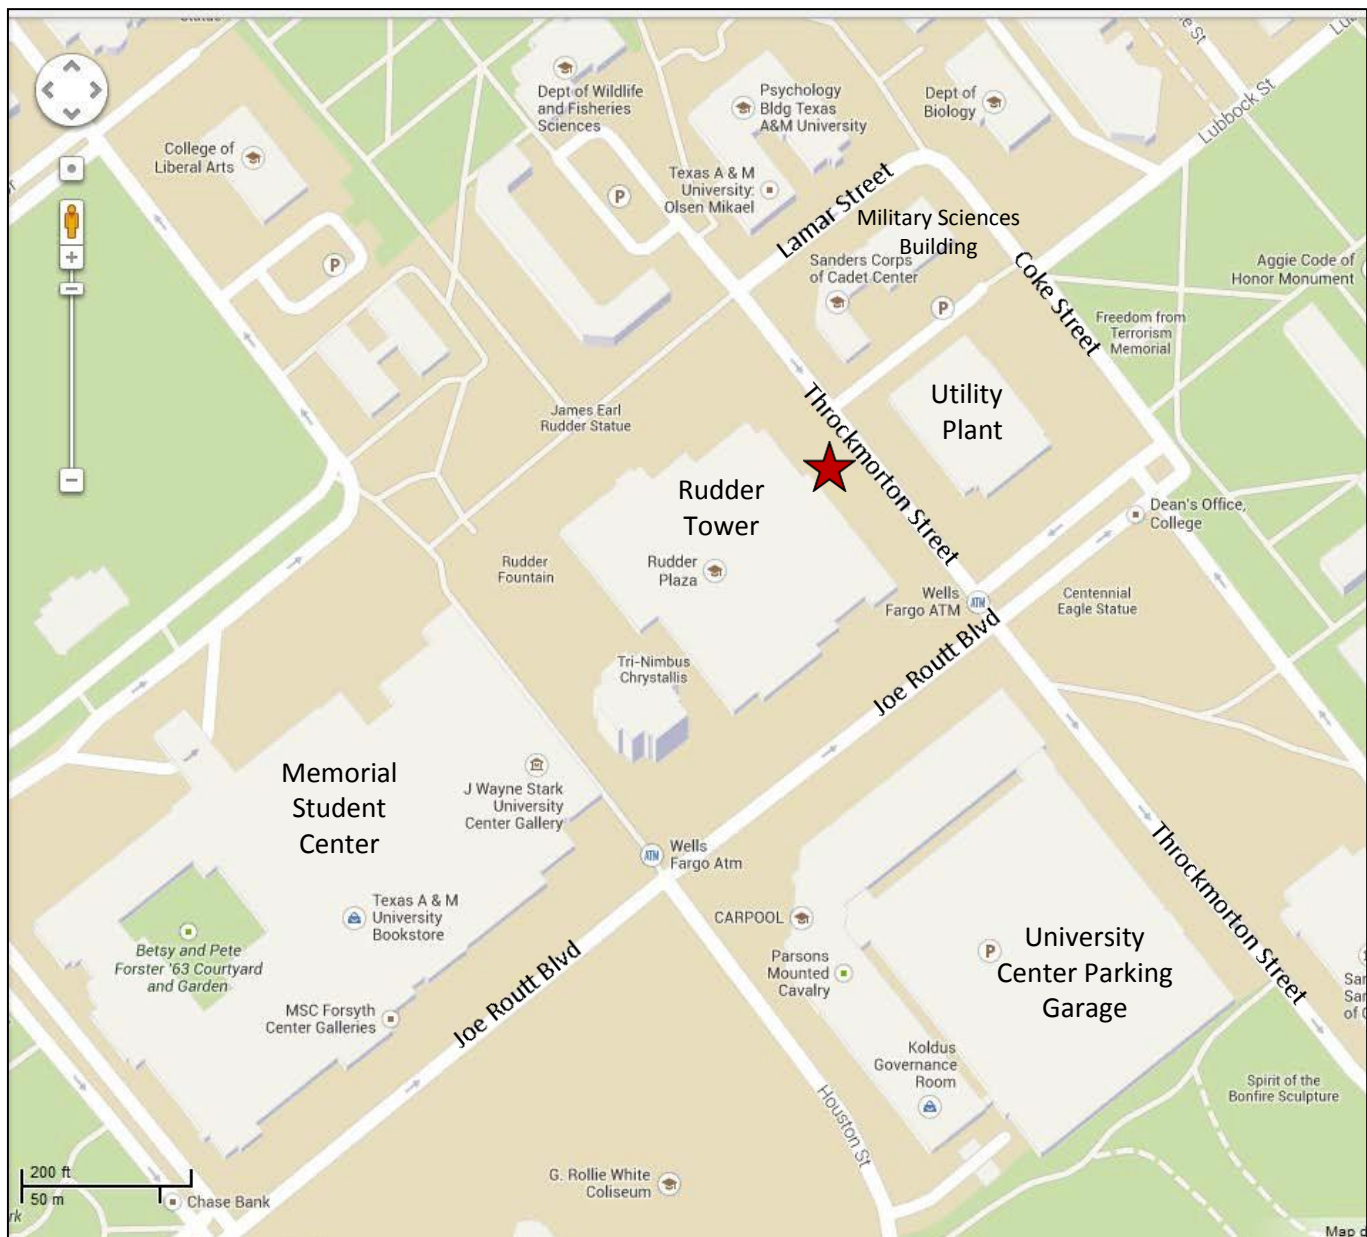 Status
Dept of Wildlife
and Fisheries
Sciences
Psychology
Bldg Texas
A&M University
Dept of
Biology
Lubbock St
College of
Liberal Arts
P
P
Texas A & M
University:
Olsen Mikael
Lamar Street
Military Sciences
Building
Sanders Corps
of Cadet Center
P
Coke Street
Aggie Code of
Honor Monument
Freedom from
Terrorism
Memorial
James Earl
Rudder Statue
Throckmorton Street
Utility
Plant
Rudder
Tower
Rudder
Plaza
Rudder
Fountain
Dean's Office,
College
Wells
Fargo ATM
ATM
Centennial
Eagle Statue
Joe Routt Blvd
Tri-Nimbus
Chrystallis
Memorial
Student
Center
J Wayne Stark
University
Center Gallery
ATM
Wells
Fargo Atm
Texas A & M
University
Bookstore
Betsy and Pete
Forster '63 Courtyard
and Garden
MSC Forsyth
Center Galleries
Joe Routt Blvd
CARPOOL
Parsons
Mounted
Cavalry
P
University
Center Parking
Garage
Throckmorton Street
Koldus
Governance
Room
Houston St
Spirit of the
Bonfire Sculpture
G. Rollie White
Coliseum
200 ft
50 m
Chase Bank